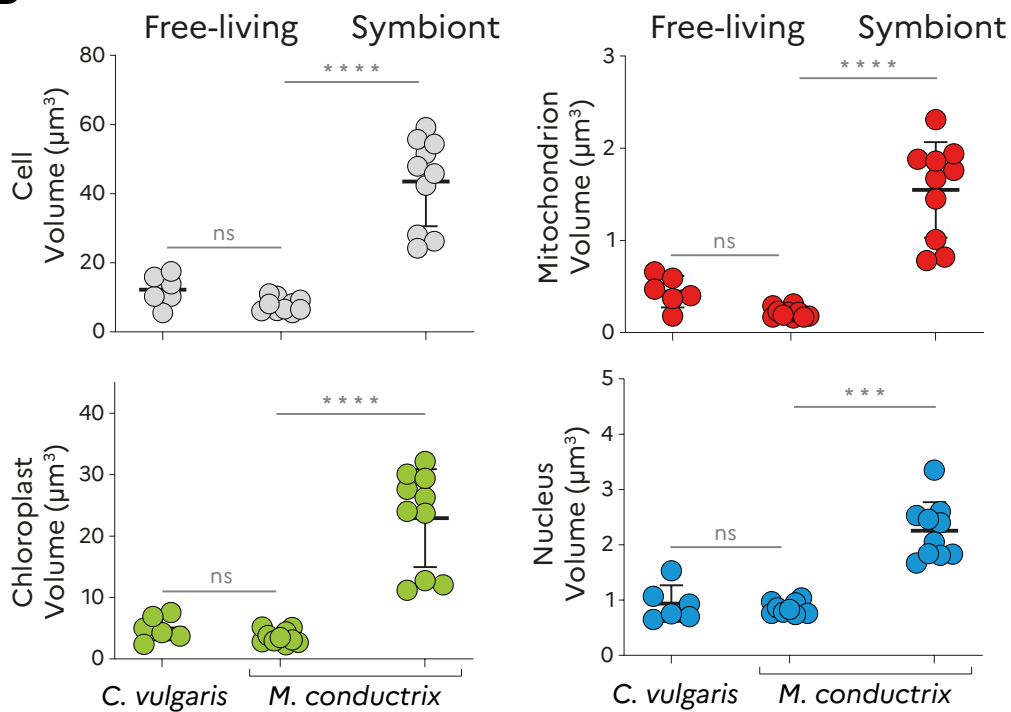 Free-living Symbiont
Cell
Volume (μm³)
80
60
40
20
0
ns
* * * *
Free-living Symbiont
Mitochondrion
Volume (μm³)
3
2
1
0
ns
* * * *
Chloroplast
Volume (μm³)
40
30
20
10
0
ns
* * * *
C. vulgaris M. conductrix
Nucleus
Volume (μm³)
5
4
3
2
1
0
ns
* * *
C. vulgaris M. conductrix